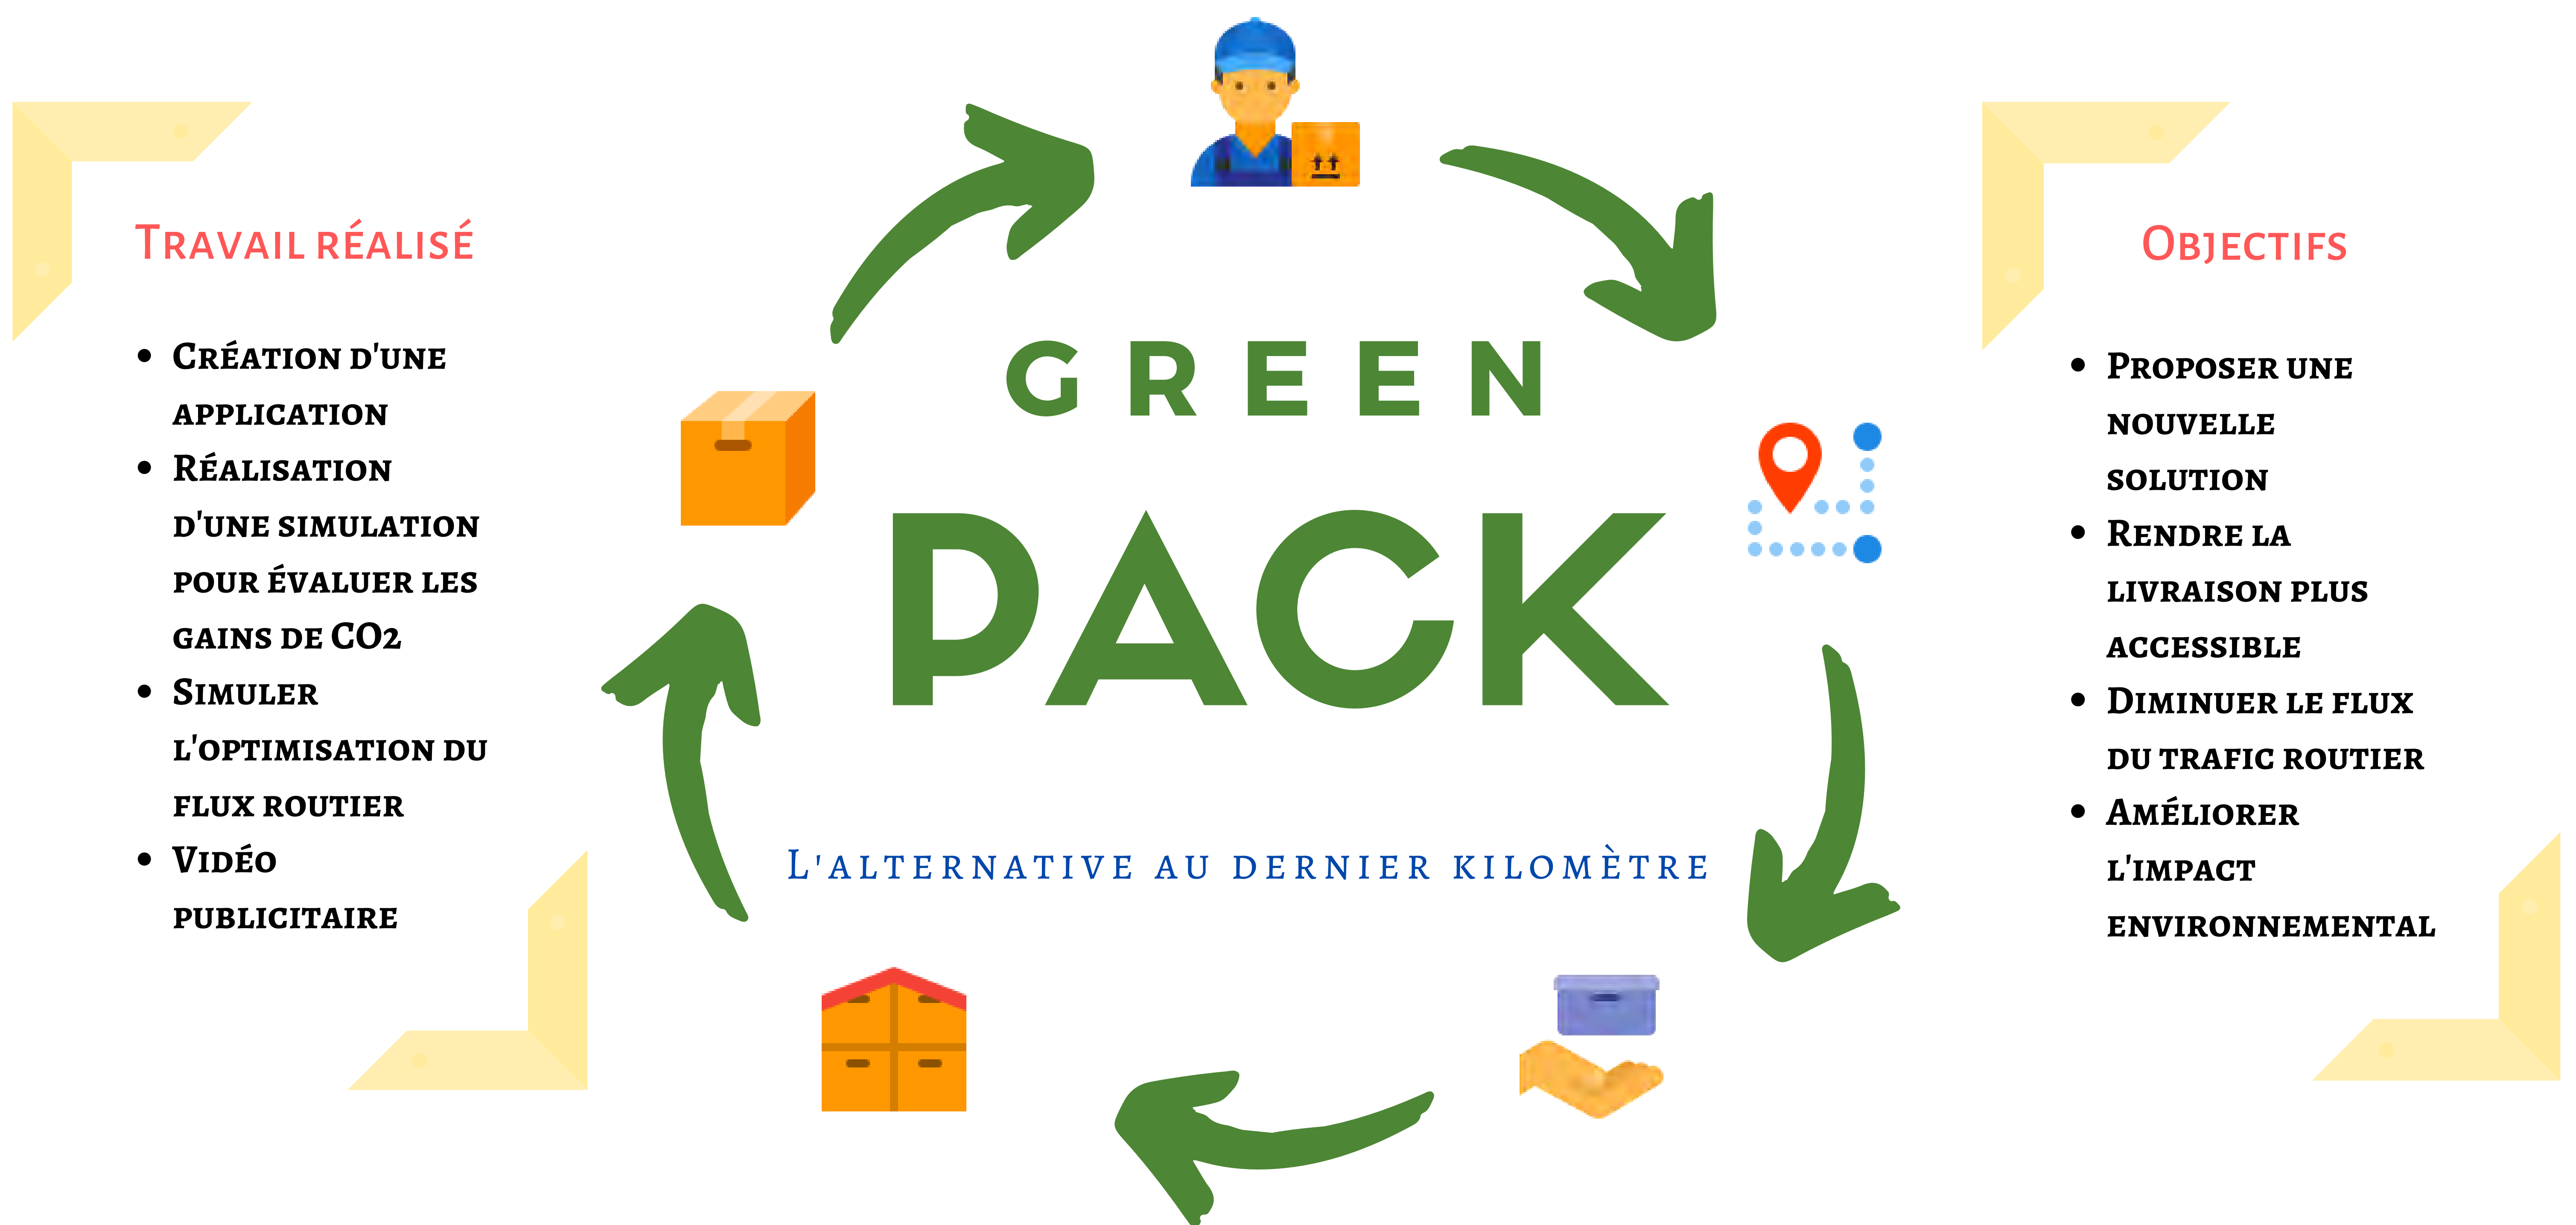 Travail réalisé
• Création d'une
application
• Réalisation
d'une simulation
pour évaluer les
gains de CO2
• Simuler
l'optimisation du
flux routier
• Vidéo
publicitaire
GREEN
PACK
L'alternative au dernier kilomètre
Objectifs
• Proposer une
nouvelle
solution
• Rendre la
livraison plus
accessible
• Diminuer le flux
du trafic routier
• Améliorer
l'impact
environnemental